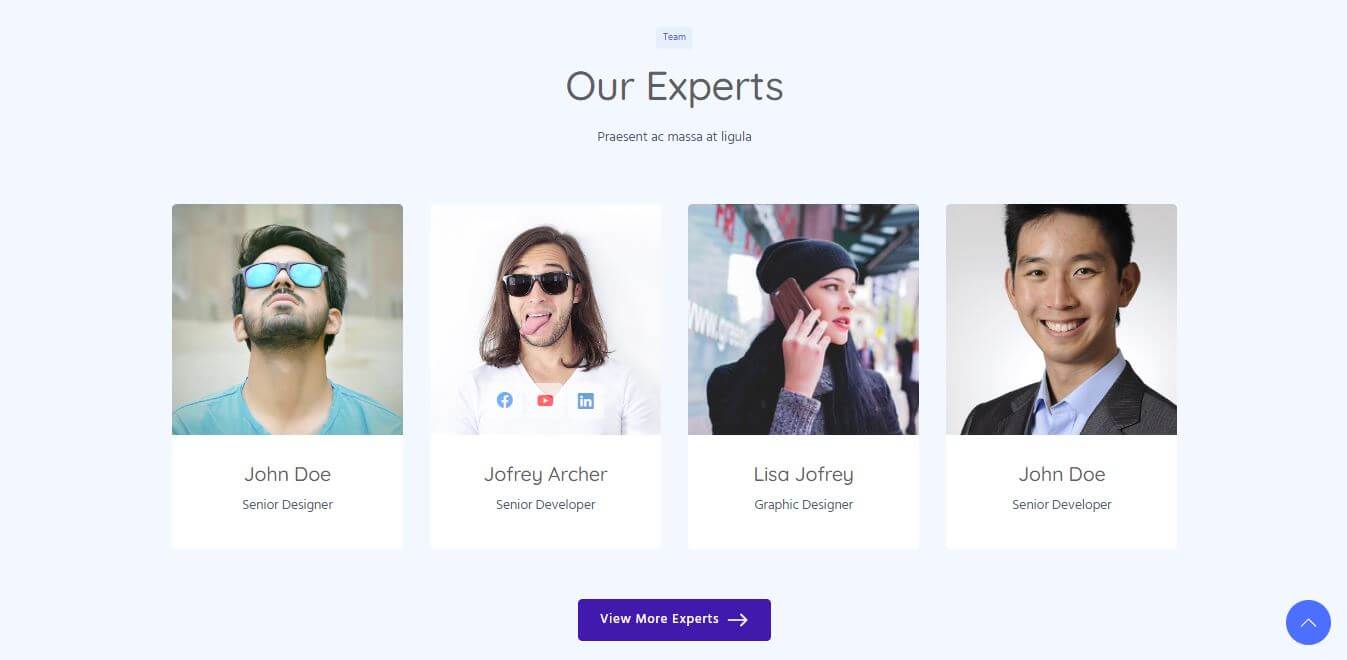 Team
Our Experts
Praesent ac massa at ligula
John Doe
Senior Designer
Jofrey Archer
Senior Developer
Lisa Jofrey
Graphic Designer
John Doe
Senior Developer
View More Experts